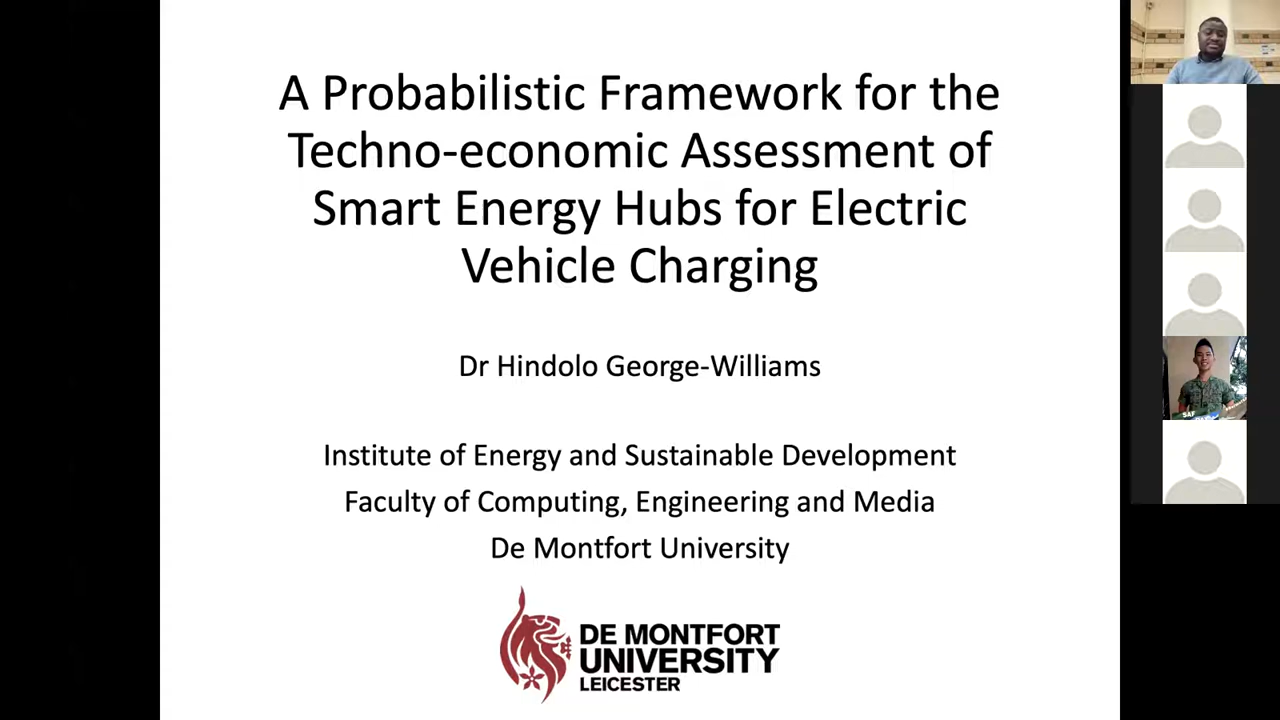 A Probabilistic Framework for the
Techno-economic Assessment of
Smart Energy Hubs for Electric
Vehicle Charging
Dr Hindolo George-Williams
Institute of Energy and Sustainable Development
Faculty of Computing, Engineering and Media
De Montfort University
DE MONTFORT
UNIVERSITY
LEICESTER
SAF